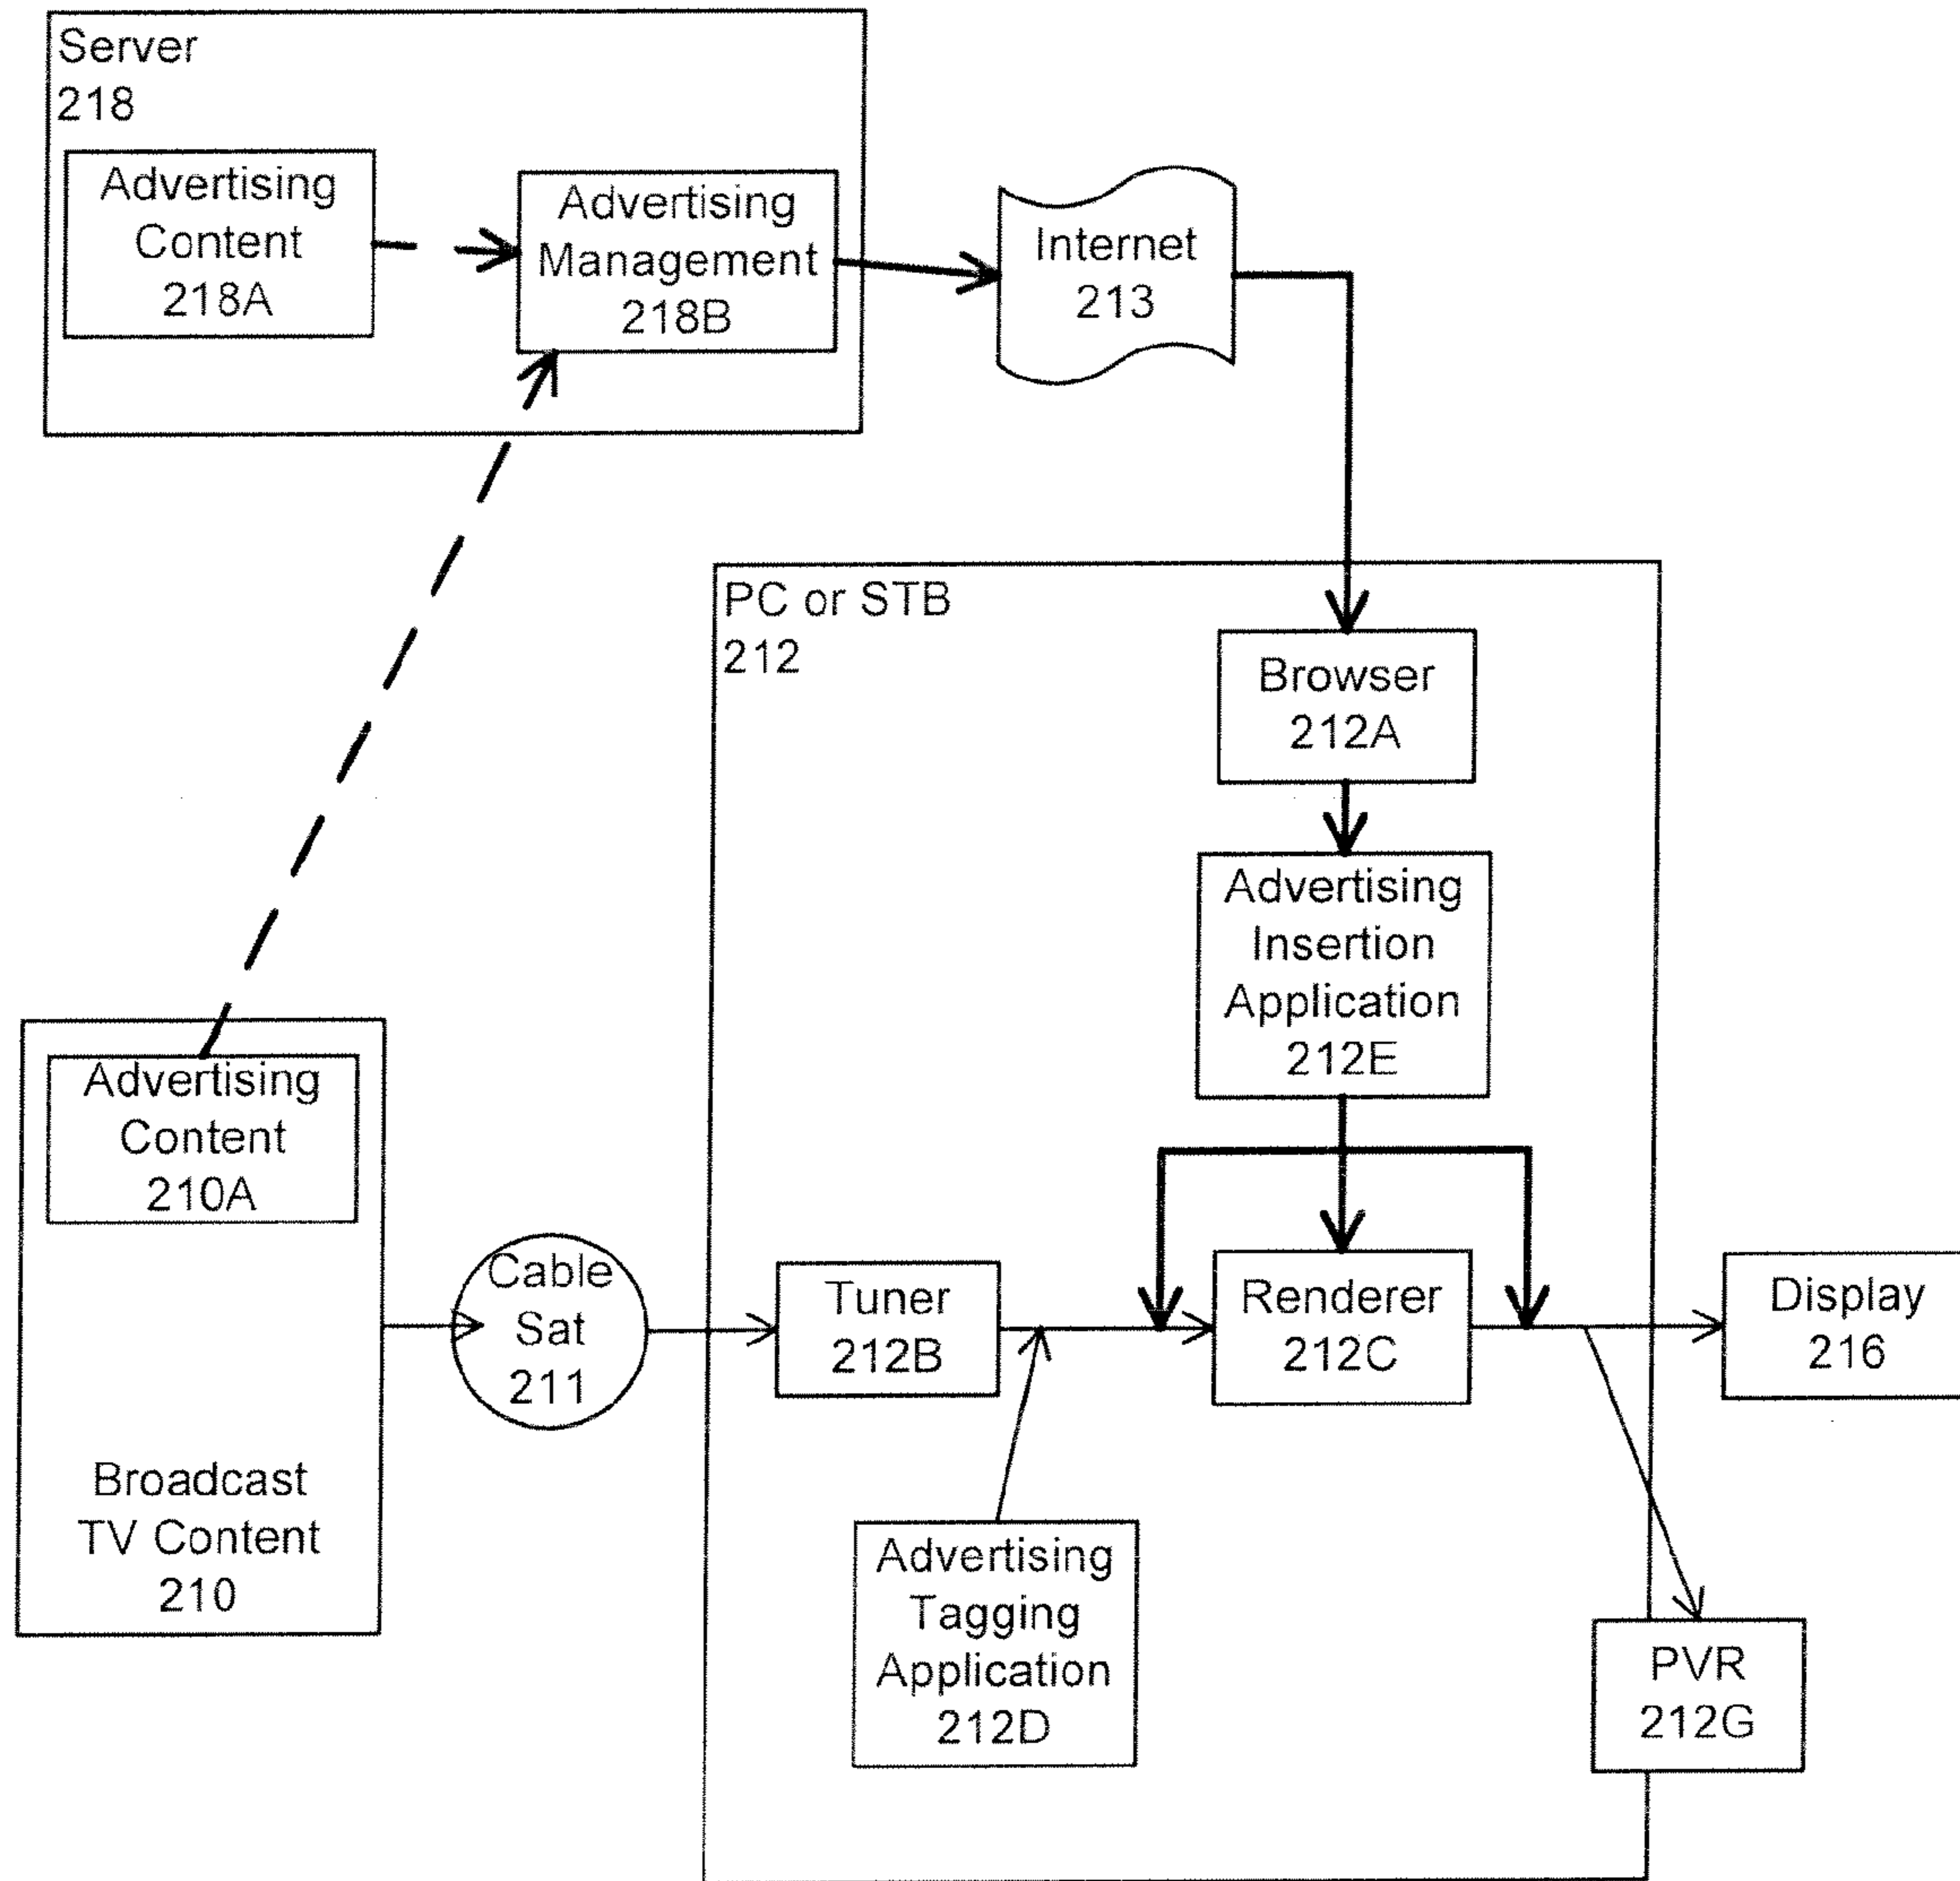 Server
218
Advertising
Content
218A
Advertising
Management
218B
Internet
213
PC or STB
212
Browser
212A
Advertising
Insertion
Application
212E
Advertising
Content
210A
Broadcast
TV Content
210
Cable
Sat
211
Tuner
212B
Renderer
212C
Display
216
Advertising
Tagging
Application
212D
PVR
212G